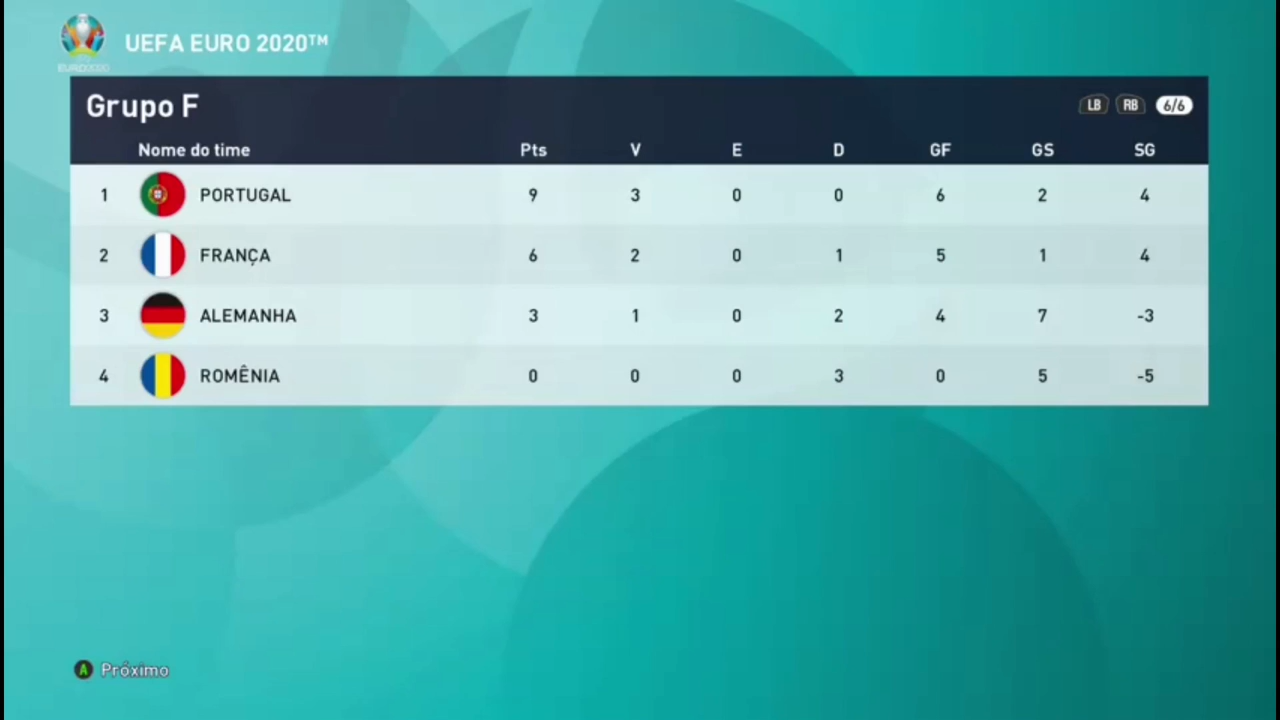 UEFA EURO 2020™
EURO2020
Grupo F
LB RB 6/6
Nome do time Pts V E D GF GS SG
1 PORTUGAL 9 3 0 0 6 2 4
2 FRANÇA 6 2 0 1 5 1 4
3 ALEMANHA 3 1 0 2 4 7 -3
4 ROMÊNIA 0 0 0 3 0 5 -5
A Próximo